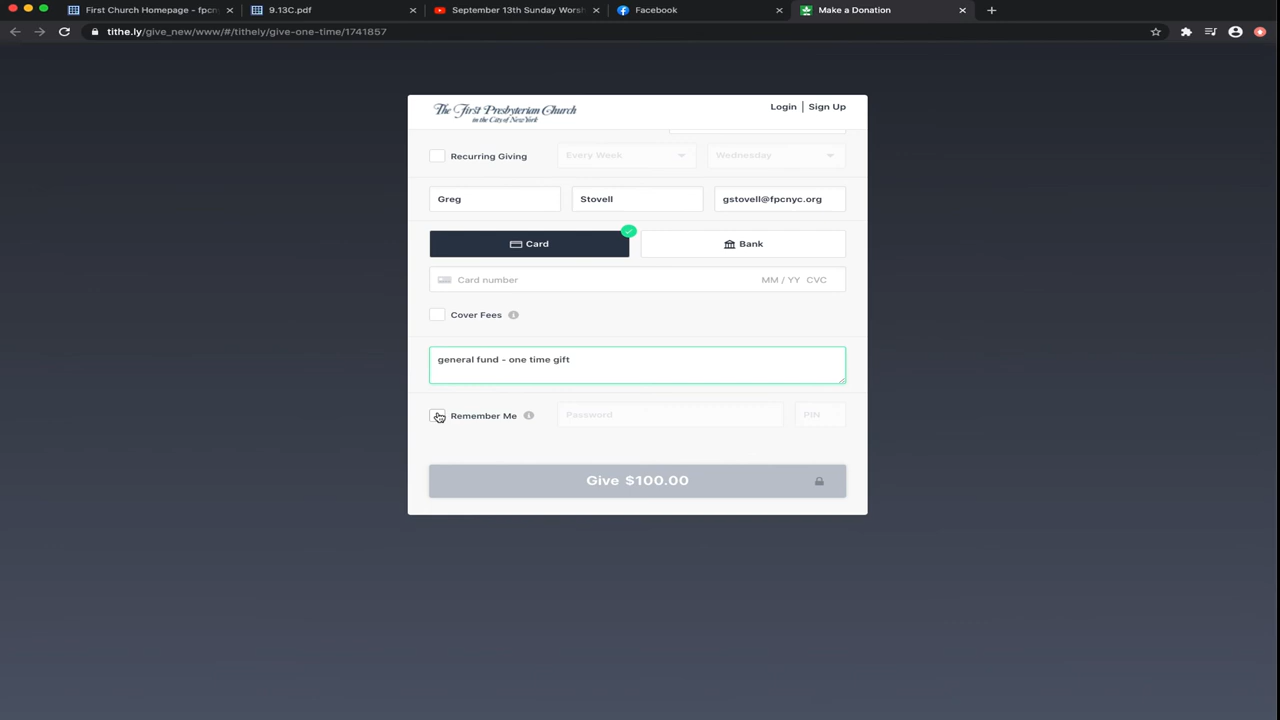 First Church Homepage - fpcn
9.13C.pdf
September 13th Sunday Worsh
Facebook
Make a Donation
tithe.ly/give_new/www/#/tithely/give-one-time/1741857
The First Presbyterian Church
in the City of New York
Login | Sign Up
Recurring Giving
Every Week
Wednesday
Greg
Stovell
gstovell@fpcnyc.org
Card
Bank
Card number
MM / YY CVC
Cover Fees
general fund - one time gift
Remember Me
Password
PIN
Give $100.00